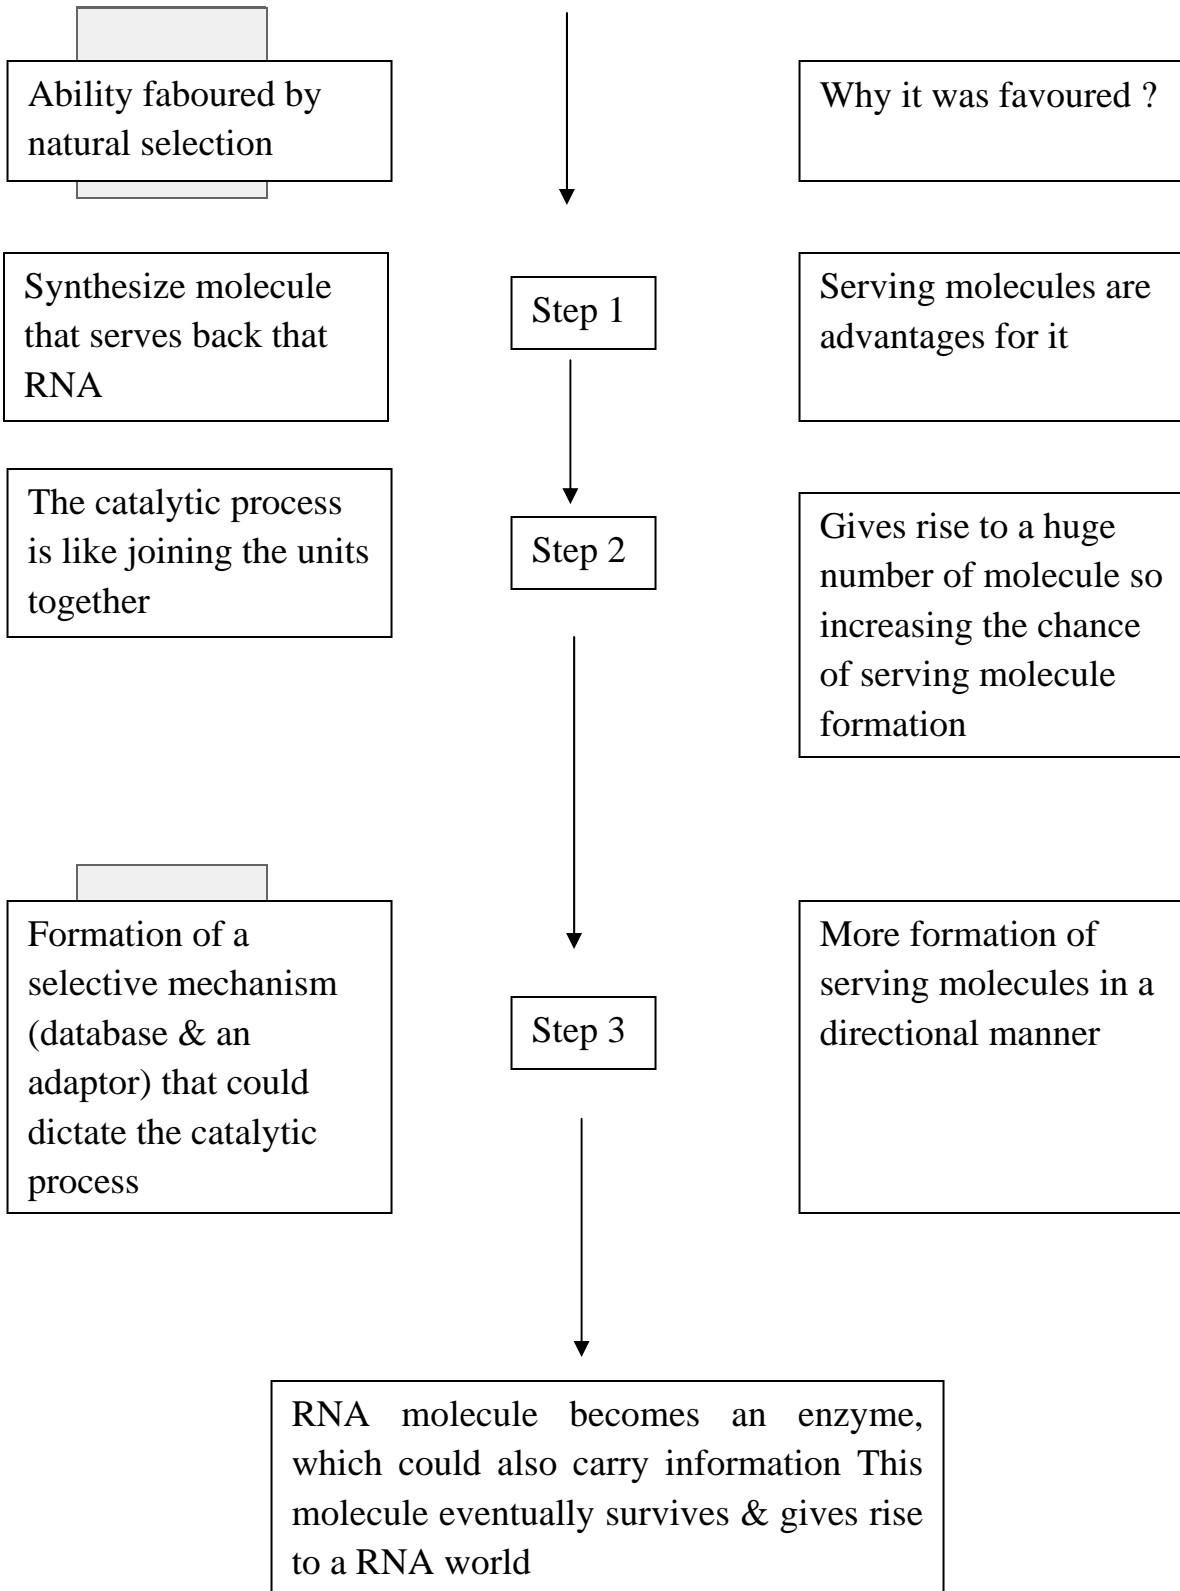 Ability faboured by
natural selection
Why it was favoured ?
Synthesize molecule
that serves back that
RNA
Step 1
Serving molecules are
advantages for it
The catalytic process
is like joining the units
together
Step 2
Gives rise to a huge
number of molecule so
increasing the chance
of serving molecule
formation
Formation of a
selective mechanism
(database & an
adaptor) that could
dictate the catalytic
process
Step 3
More formation of
serving molecules in a
directional manner
RNA molecule becomes an enzyme,
which could also carry information This
molecule eventually survives & gives rise
to a RNA world